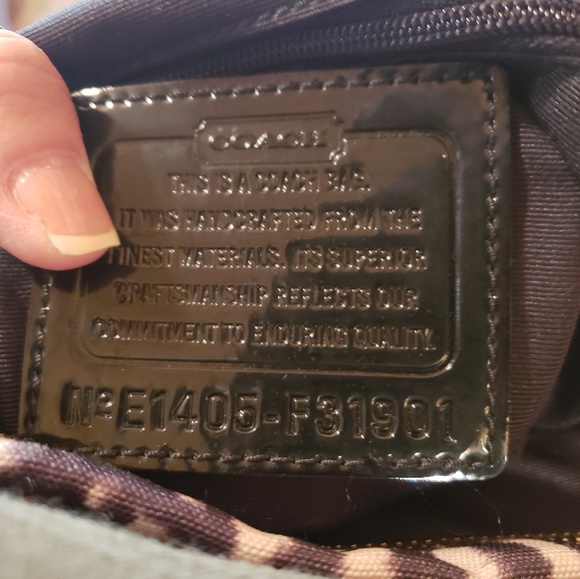 COACH
THIS IS A COACH BAG.
IT WAS HANDCRAFTED FROM THE
FINEST MATERIALS. ITS SUPERIOR
CRAFTSMANSHIP REFLECTS OUR
COMMITMENT TO ENDURING QUALITY.
Nº E1405-F31901